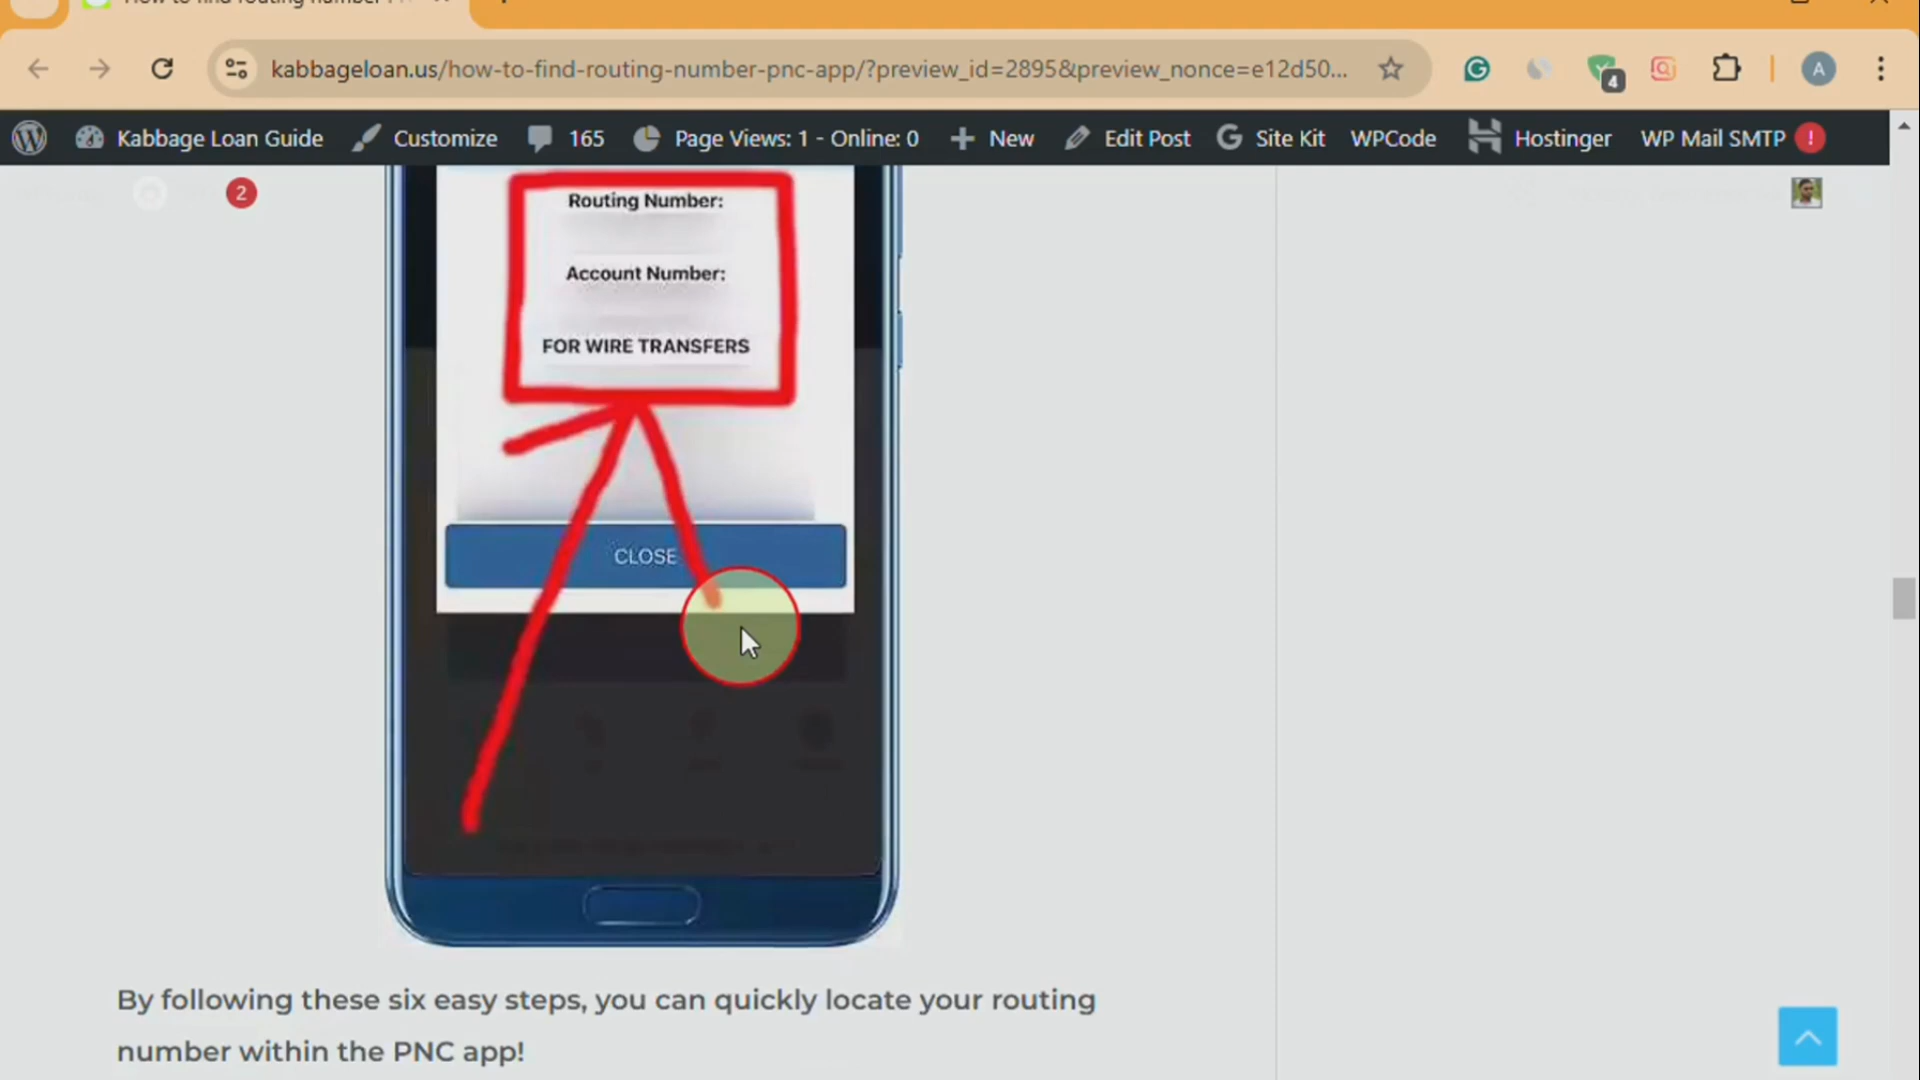 kabbageloan.us/how-to-find-routing-number-pnc-app/?preview_id=2895&preview_nonce=e12d50...
4
A
Kabbage Loan Guide Customize 165 Page Views: 1 - Online: 0 New Edit Post Site Kit WPCode Hostinger WP Mail SMTP !
2
Routing Number:
Account Number:
FOR WIRE TRANSFERS
CLOSE
By following these six easy steps, you can quickly locate your routing
number within the PNC app!